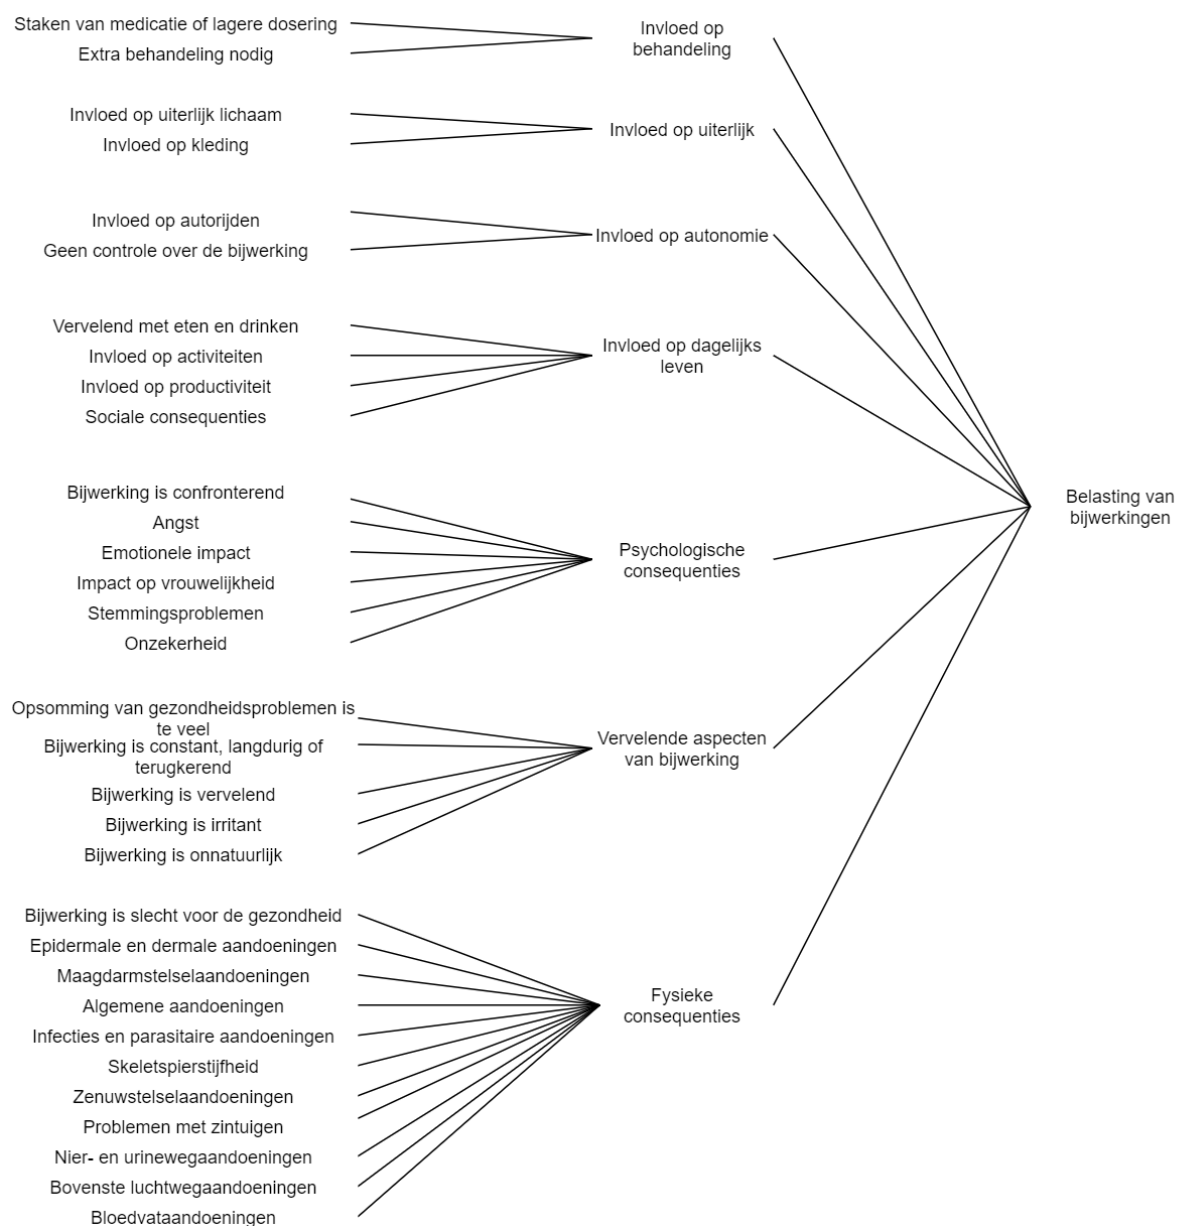 Staken van medicatie of lagere dosering
Extra behandeling nodig
Invloed op
behandeling
Invloed op uiterlijk lichaam
Invloed op kleding
Invloed op uiterlijk
Invloed op autorijden
Geen controle over de bijwerking
Invloed op autonomie
Vervelend met eten en drinken
Invloed op activiteiten
Invloed op productiviteit
Sociale consequenties
Invloed op dagelijks
leven
Bijwerking is confronterend
Angst
Emotionele impact
Impact op vrouwelijkheid
Stemmingsproblemen
Onzekerheid
Psychologische
consequenties
Belasting van
bijwerkingen
Opsomming van gezondheidsproblemen is
te veel
Bijwerking is constant, langdurig of
terugkerend
Bijwerking is vervelend
Bijwerking is irritant
Bijwerking is onnatuurlijk
Vervelende aspecten
van bijwerking
Bijwerking is slecht voor de gezondheid
Epidermale en dermale aandoeningen
Maagdarmstelselaandoeningen
Algemene aandoeningen
Infecties en parasitaire aandoeningen
Skeletspierstijfheid
Zenuwstelselaandoeningen
Problemen met zintuigen
Nier- en urinewegaandoeningen
Bovenste luchtwegaandoeningen
Bloedvataandoeningen
Fysieke
consequenties